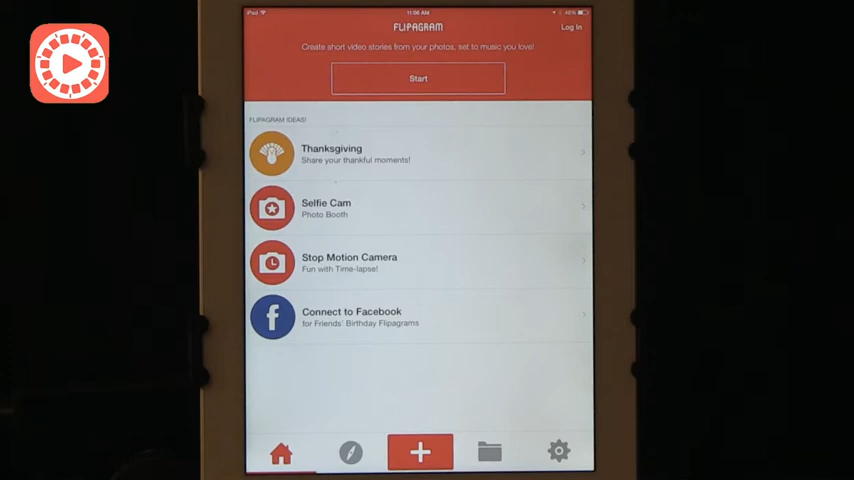 iPad
11:06 AM
46%
FLIPAGRAM
Log In
Create short video stories from your photos, set to music you love!
Start
FLIPAGRAM IDEAS!
Thanksgiving
Share your thankful moments!
Selfie Cam
Photo Booth
Stop Motion Camera
Fun with Time-lapse!
Connect to Facebook
for Friends' Birthday Flipagrams